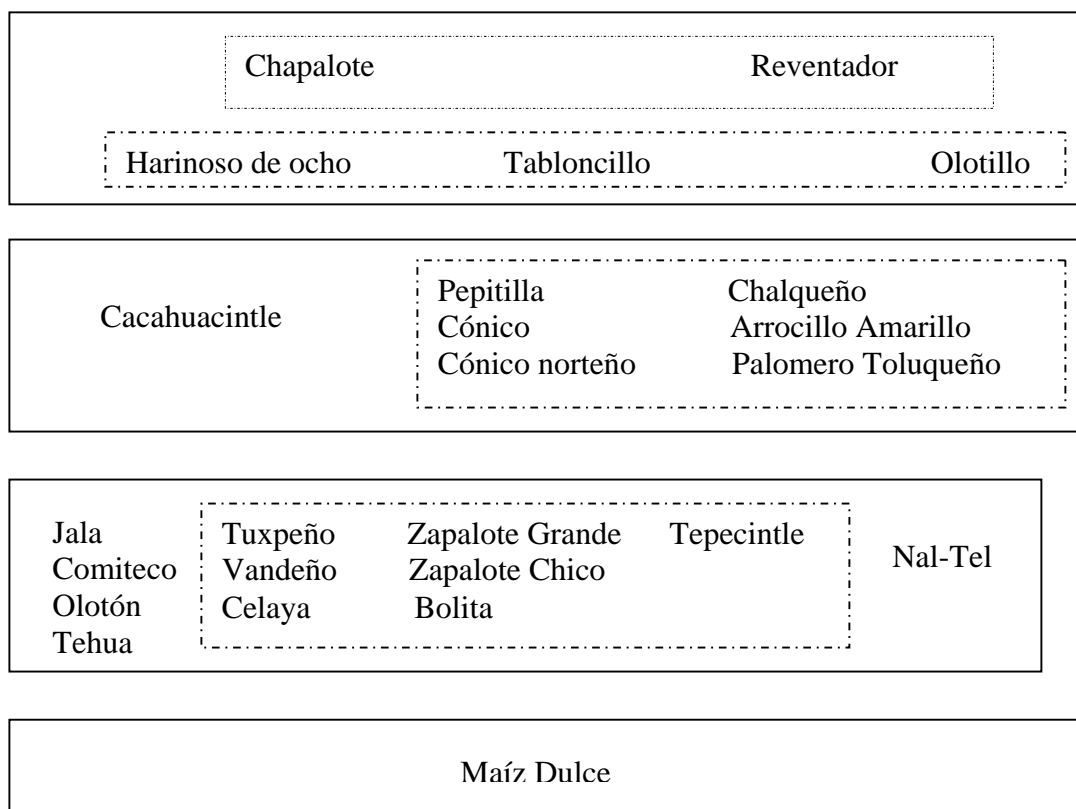 Chapalote Reventador
Harinoso de ocho Tabloncillo Olotillo
Cacahuacintle
Pepitilla Chalqueño
Cónico Arrocillo Amarillo
Cónico norteño Palomero Toluqueño
Jala
Comiteco
Olotón
Tehua
Tuxpeño Zapalote Grande Tepecintle
Vandeño Zapalote Chico
Celaya Bolita
Nal-Tel
Maíz Dulce